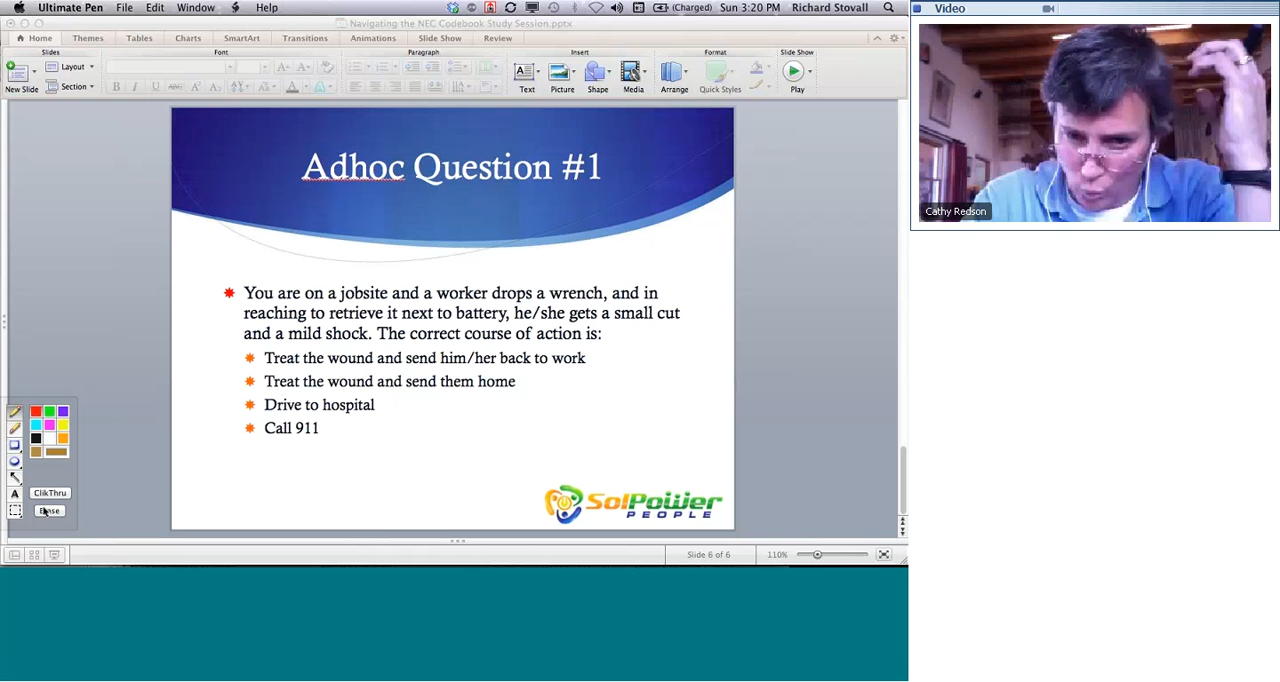 Ultimate Pen File Edit Window Help (Charged) Sun 3:20 PM Richard Stovall
Navigating the NEC Codebook Study Session.pptx
Home Themes Tables Charts SmartArt Transitions Animations Slide Show Review
Slides Font Paragraph Insert Format Slide Show
Layout
New Slide Section
Text Picture Shape Media Arrange Quick Styles Play
Adhoc Question #1
You are on a jobsite and a worker drops a wrench, and in
reaching to retrieve it next to battery, he/she gets a small cut
and a mild shock. The correct course of action is:
Treat the wound and send him/her back to work
Treat the wound and send them home
Drive to hospital
Call 911
SolPower
PEOPLE
ClikThru
Erase
Slide 6 of 6 110%
Video
Cathy Redson